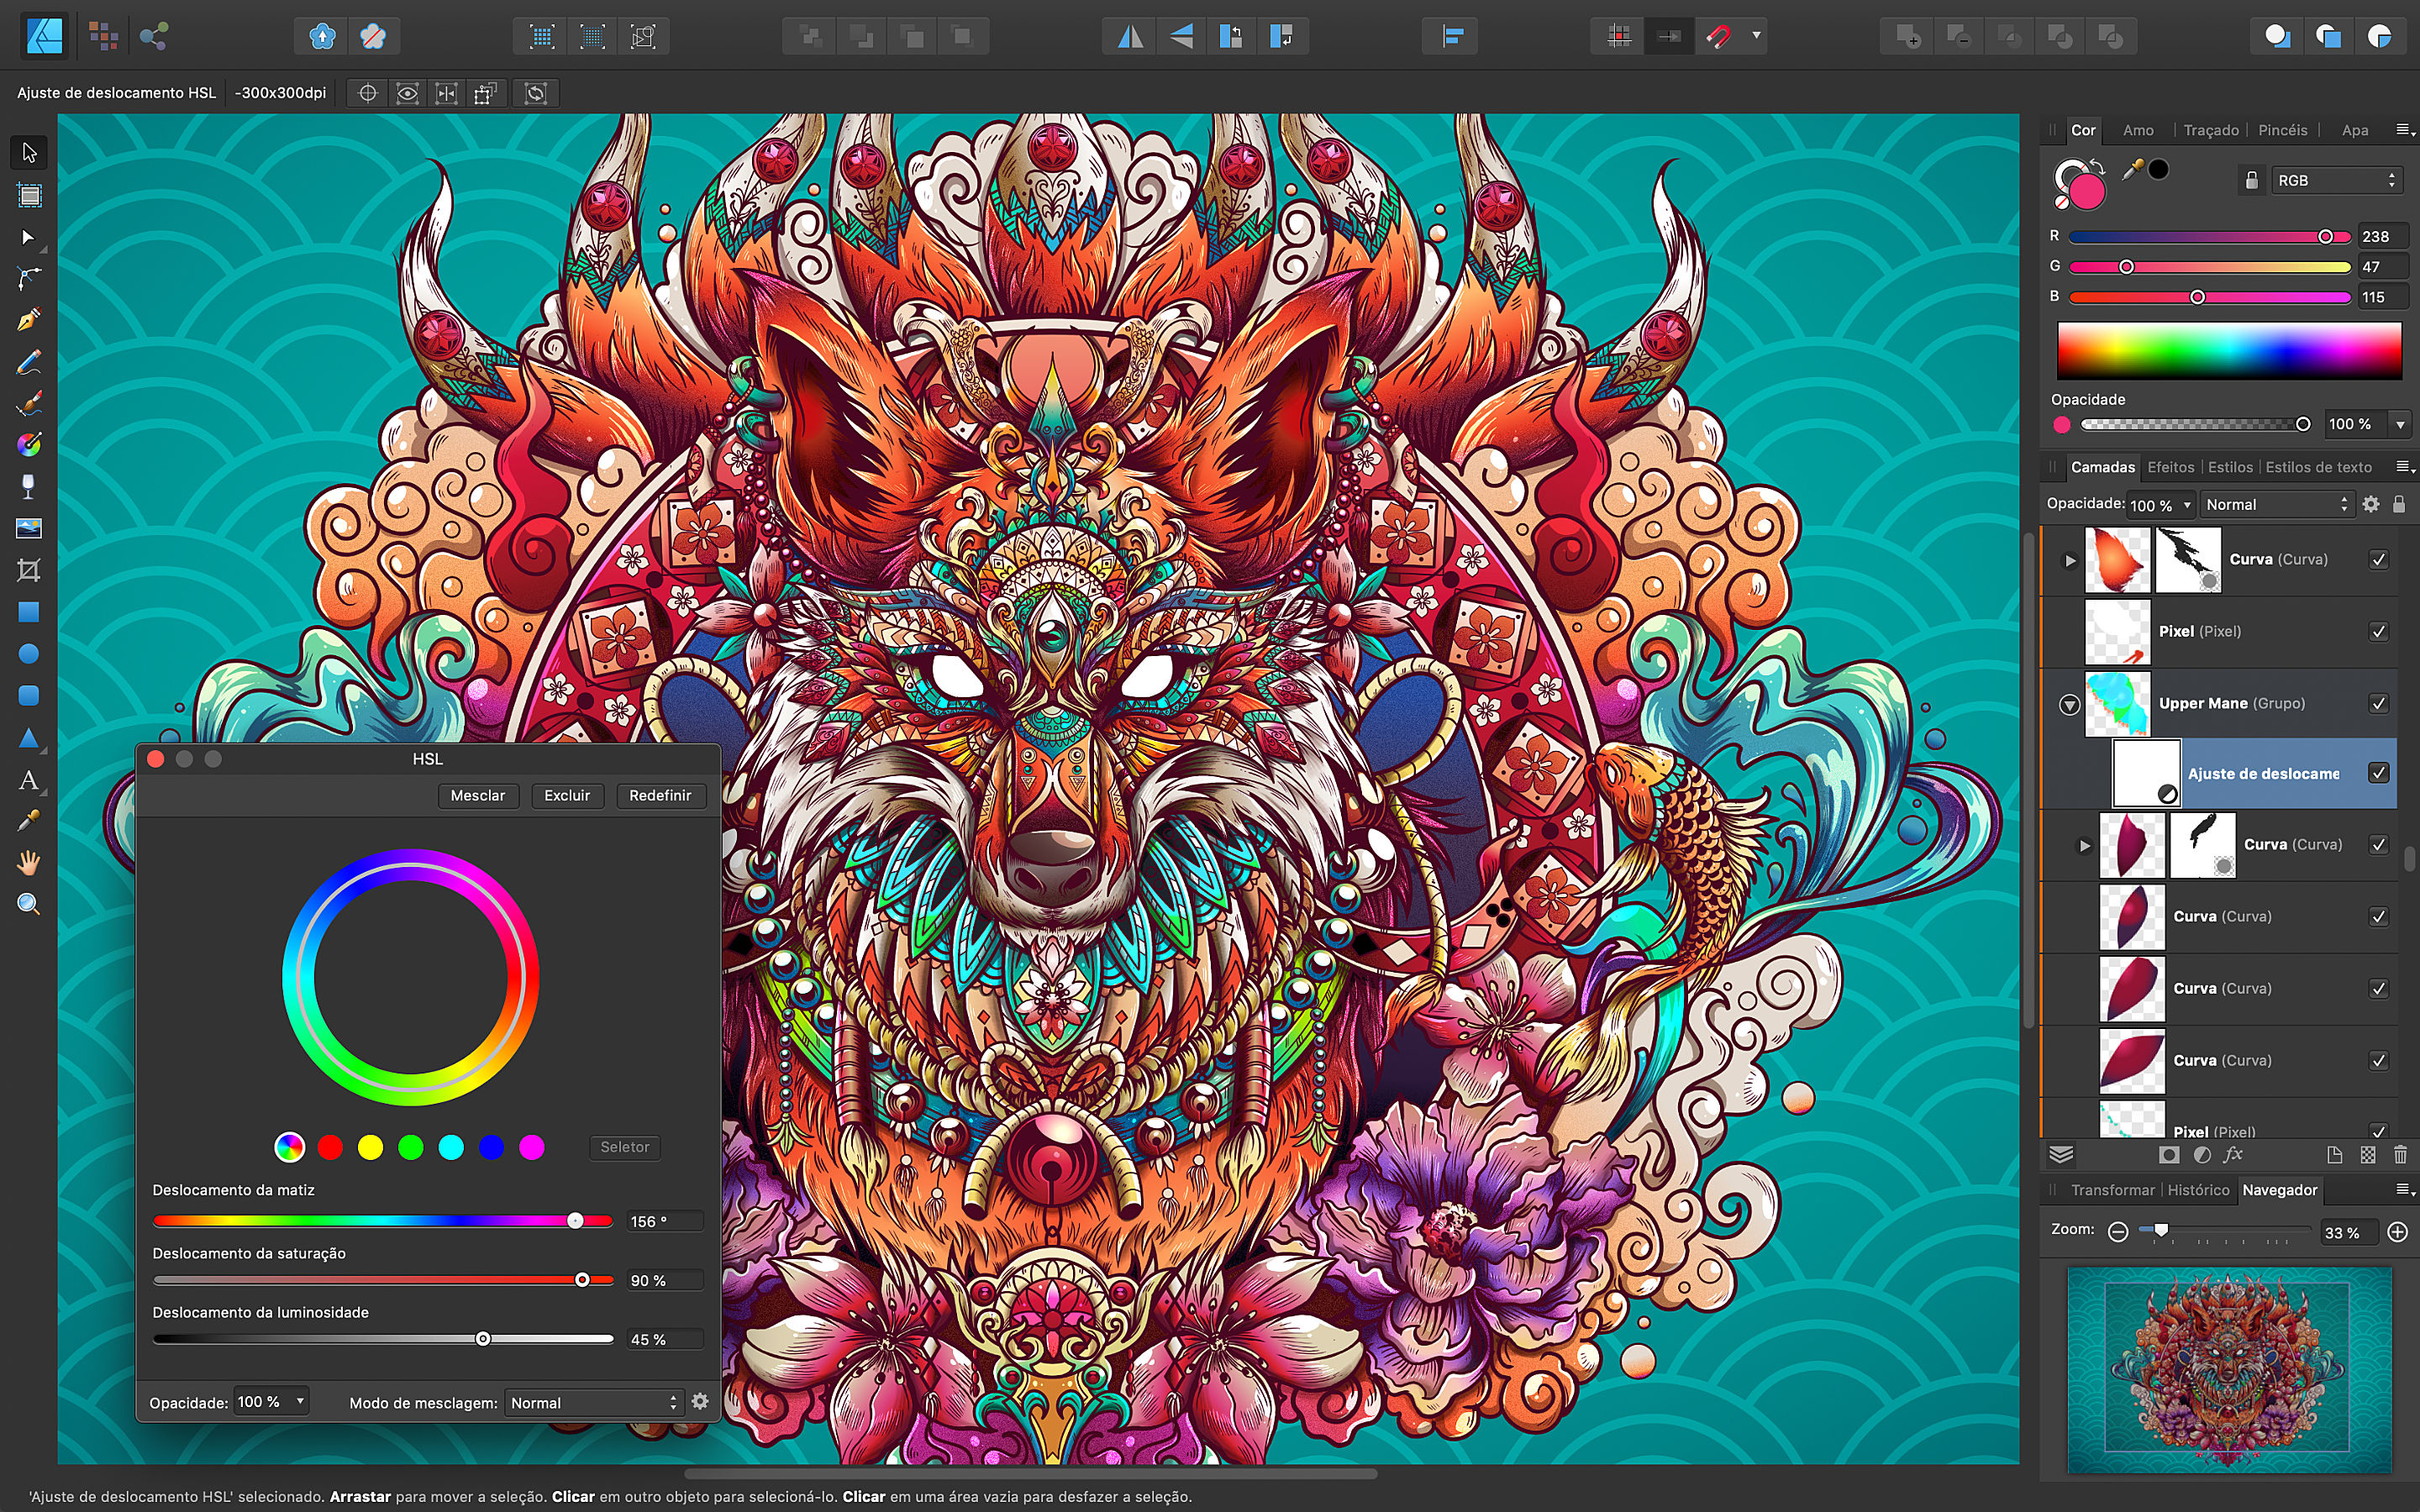 Ajuste de deslocamento HSL
-300x300dpi
Cor
Amo
Traçado
Pincéis
Apa
RGB
R
238
G
47
B
115
Opacidade
100 %
Camadas
Efeitos
Estilos
Estilos de texto
Opacidade:
100 %
Normal
Curva (Curva)
Pixel (Pixel)
Upper Mane (Grupo)
Ajuste de deslocame
Curva (Curva)
Curva (Curva)
Curva (Curva)
Curva (Curva)
Pixel (Pixel)
fx
Transformar
Histórico
Navegador
Zoom:
33 %
A
HSL
Mesclar
Excluir
Redefinir
Seletor
Deslocamento da matiz
156 °
Deslocamento da saturação
90 %
Deslocamento da luminosidade
45 %
Opacidade:
100 %
Modo de mesclagem:
Normal
'Ajuste de deslocamento HSL' selecionado. Arrastar para mover a seleção. Clicar em outro objeto para selecioná-lo. Clicar em uma área vazia para desfazer a seleção.